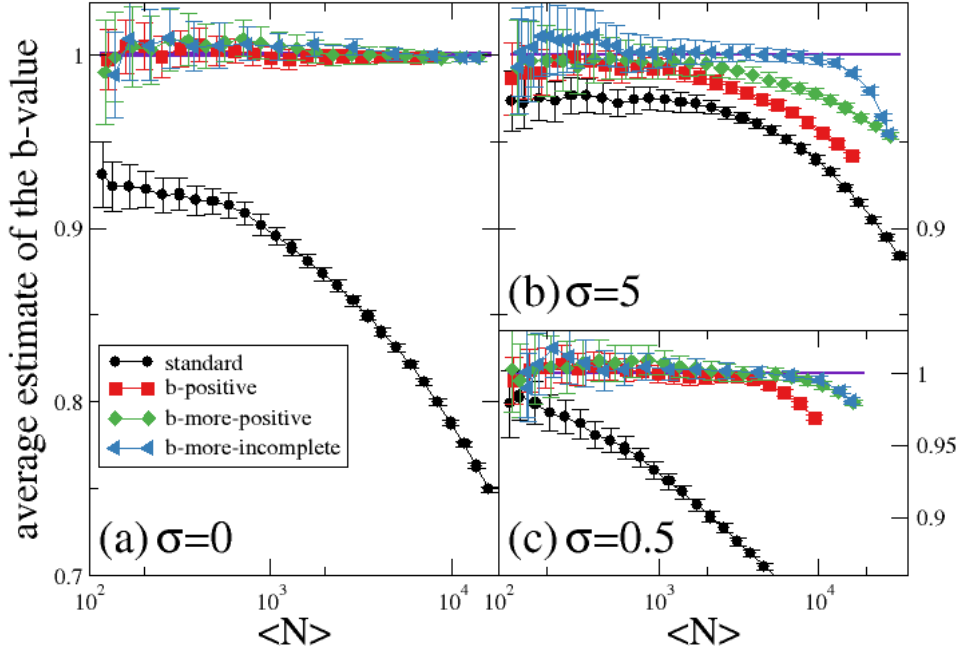 average estimate of the b-value
1
0.9
0.8
0.7
standard
b-positive
b-more-positive
b-more-incomplete
(a) σ=0
10^2
10^3
10^4
<N>
(b) σ=5
1
0.9
(c) σ=0.5
1
0.95
0.9
10^2
10^3
10^4
<N>